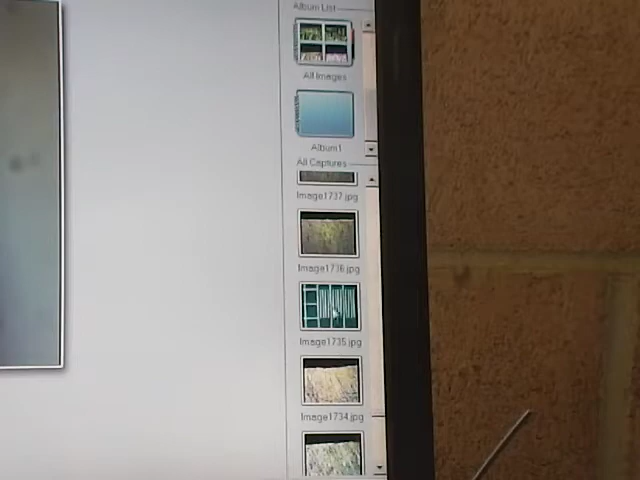 Album List
All Images
Album1
All Captures
Image1737.jpg
Image1736.jpg
Image1735.jpg
Image1734.jpg